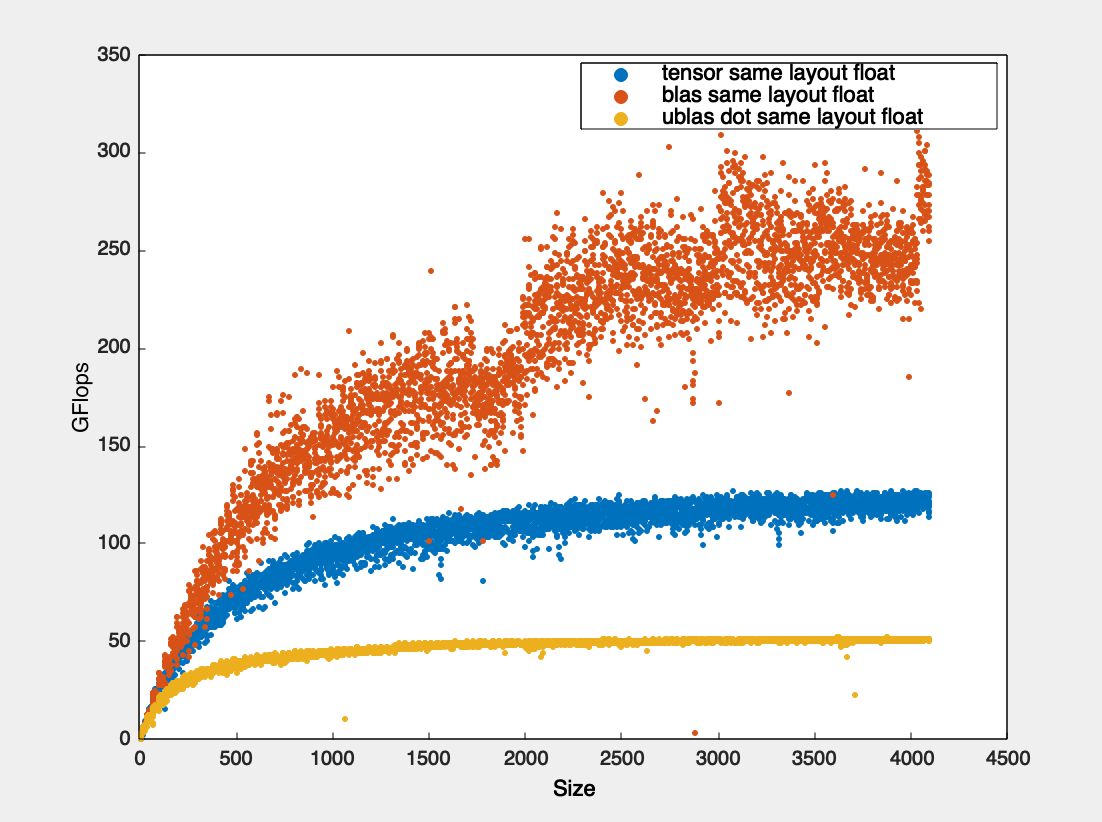 350
300
250
200
150
100
50
0
GFlops
tensor same layout float
blas same layout float
ublas dot same layout float
0 500 1000 1500 2000 2500 3000 3500 4000 4500
Size